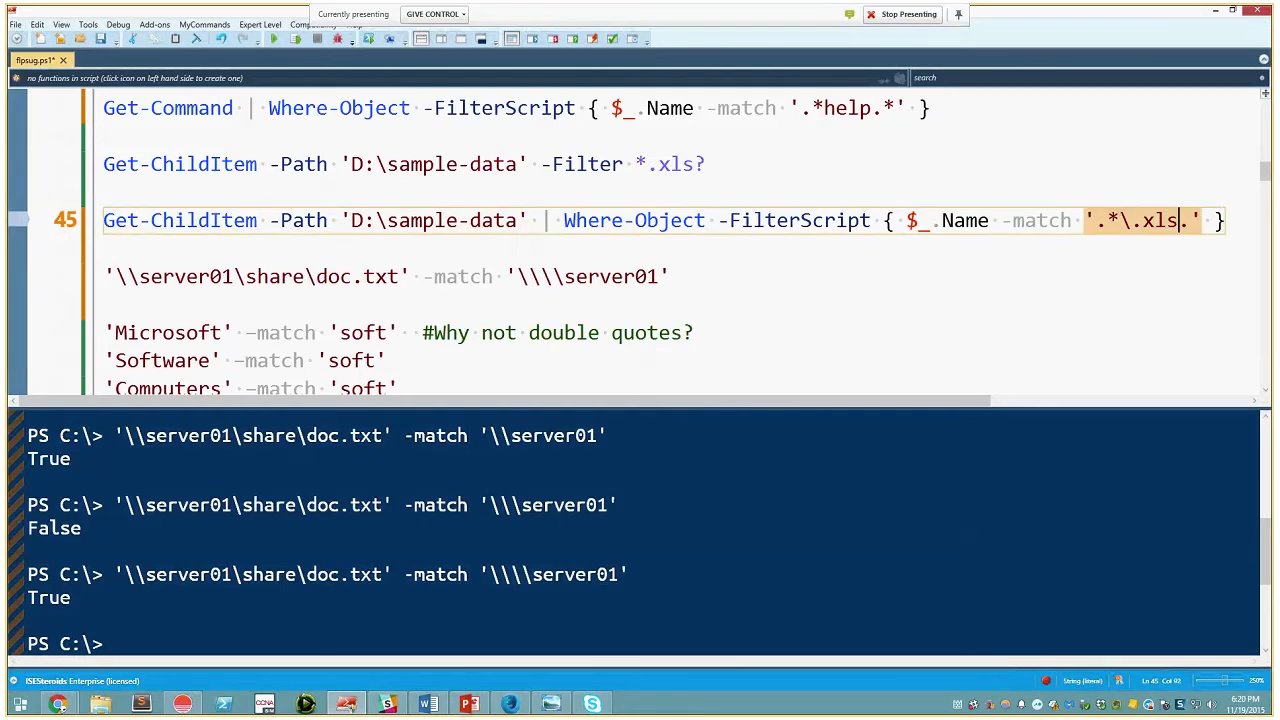 Currently presenting GIVE CONTROL Stop Presenting
File Edit View Tools Debug Add-ons MyCommands Expert Level
flpsug.ps1*
no functions in script (click icon on left hand side to create one) search
Get-Command | Where-Object -FilterScript { $_.Name -match '.*help.*' }
Get-ChildItem -Path 'D:\sample-data' -Filter *.xls?
45 Get-ChildItem -Path 'D:\sample-data' | Where-Object -FilterScript { $_.Name -match '.*\.xls.' }
'\\server01\share\doc.txt' -match '\\\\server01'
'Microsoft' –match 'soft' #Why not double quotes?
'Software' –match 'soft'
'Computers' –match 'soft'
PS C:\> '\\server01\share\doc.txt' -match '\\server01'
True
PS C:\> '\\server01\share\doc.txt' -match '\\\server01'
False
PS C:\> '\\server01\share\doc.txt' -match '\\\\server01'
True
PS C:\>
ISESteroids Enterprise (licensed) String(literal) Ln 45 Col 92 250%
6:20 PM
11/19/2015